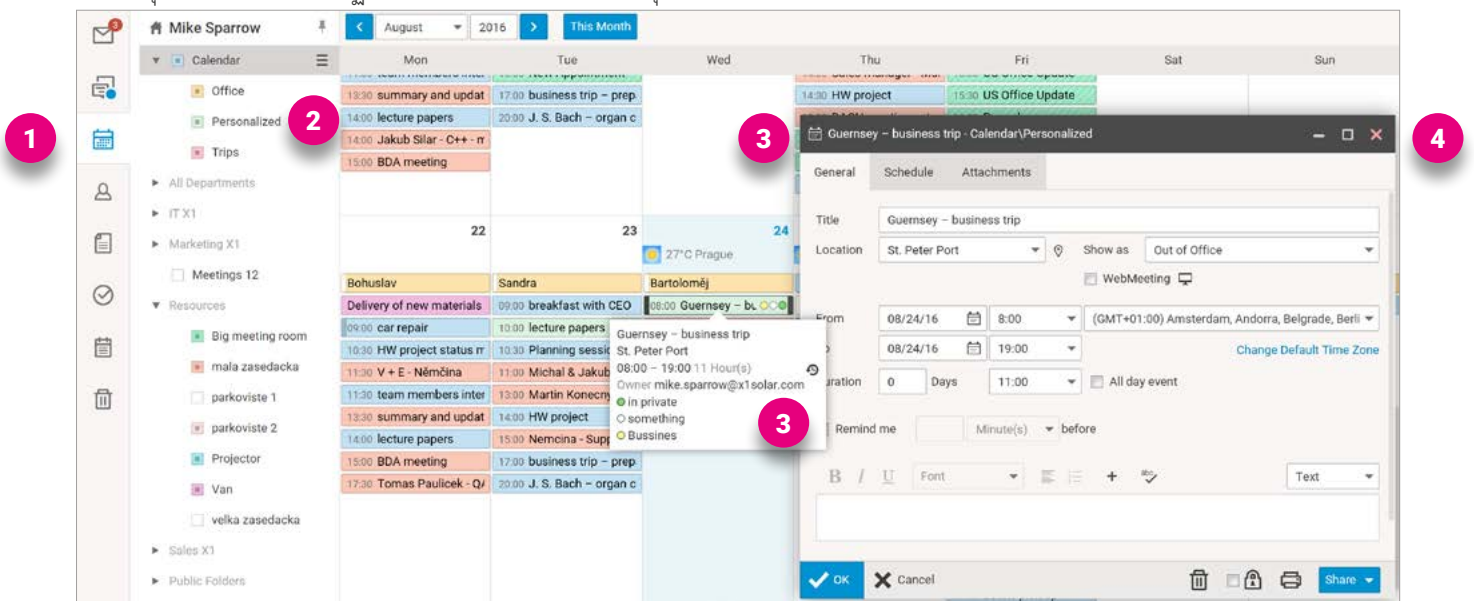 3
Mike Sparrow
August
2016
This Month
Calendar
Mon
Tue
Wed
Thu
Fri
Sat
Sun
Office
Personalized
Trips
All Departments
IT X1
Marketing X1
Meetings 12
Resources
Big meeting room
mala zasedacka
parkoviste 1
parkoviste 2
Projector
Van
velka zasedacka
Sales X1
Public Folders
1
2
3
4
13:30 summary and updat
14:00 lecture papers
14:00 Jakub Silar - C++ - m
15:00 BDA meeting
17:00 business trip – prep
20:00 J. S. Bach – organ c
14:30 HW project
15:30 US Office Update
22
23
24
27°C Prague
Bohuslav
Sandra
Bartoloměj
Delivery of new materials
09:00 breakfast with CEO
08:00 Guernsey – bu
09:00 car repair
10:00 lecture papers
10:30 HW project status m
10:30 Planning sessic
11:30 V + E - Němčina
11:00 Michal & Jakub
11:30 team members inter
13:00 Martin Konecny
13:30 summary and updat
14:00 HW project
14:00 lecture papers
15:00 Nemcina - Supp
15:00 BDA meeting
17:00 business trip – prep
17:30 Tomas Paulicek - QA
20:00 J. S. Bach – organ c
Guernsey – business trip
St. Peter Port
08:00 – 19:00 11 Hour(s)
Owner mike.sparrow@x1solar.com
in private
something
Bussines
3
Guernsey – business trip - Calendar\Personalized
General
Schedule
Attachments
Title
Guernsey – business trip
Location
St. Peter Port
Show as
Out of Office
WebMeeting
From
08/24/16
8:00
(GMT+01:00) Amsterdam, Andorra, Belgrade, Berli
08/24/16
19:00
Change Default Time Zone
0
Days
11:00
All day event
Remind me
Minute(s)
before
B I U
Font
abc
Text
OK
Cancel
Share